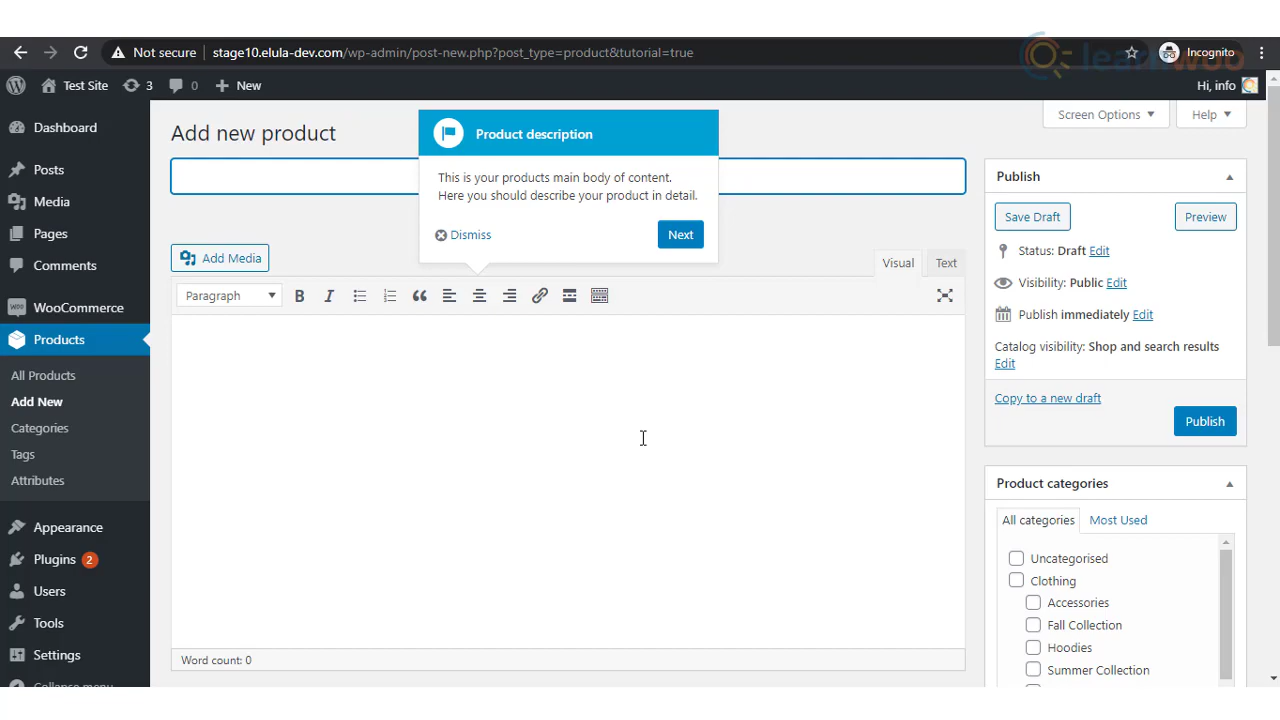 Not secure stage10.elula-dev.com/wp-admin/post-new.php?post_type=product&tutorial=true Incognito
learnwoo
Test Site 3 0 New Hi, info
Screen Options Help
Dashboard
Posts
Media
Pages
Comments
WooCommerce
Products
All Products
Add New
Categories
Tags
Attributes
Appearance
Plugins 2
Users
Tools
Settings
Collapse menu
Add new product
Product description
This is your products main body of content.
Here you should describe your product in detail.
Dismiss Next
Add Media
Visual Text
Paragraph B I
Word count: 0
Publish
Save Draft Preview
Status: Draft Edit
Visibility: Public Edit
Publish immediately Edit
Catalog visibility: Shop and search results
Edit
Copy to a new draft
Publish
Product categories
All categories Most Used
Uncategorised
Clothing
Accessories
Fall Collection
Hoodies
Summer Collection